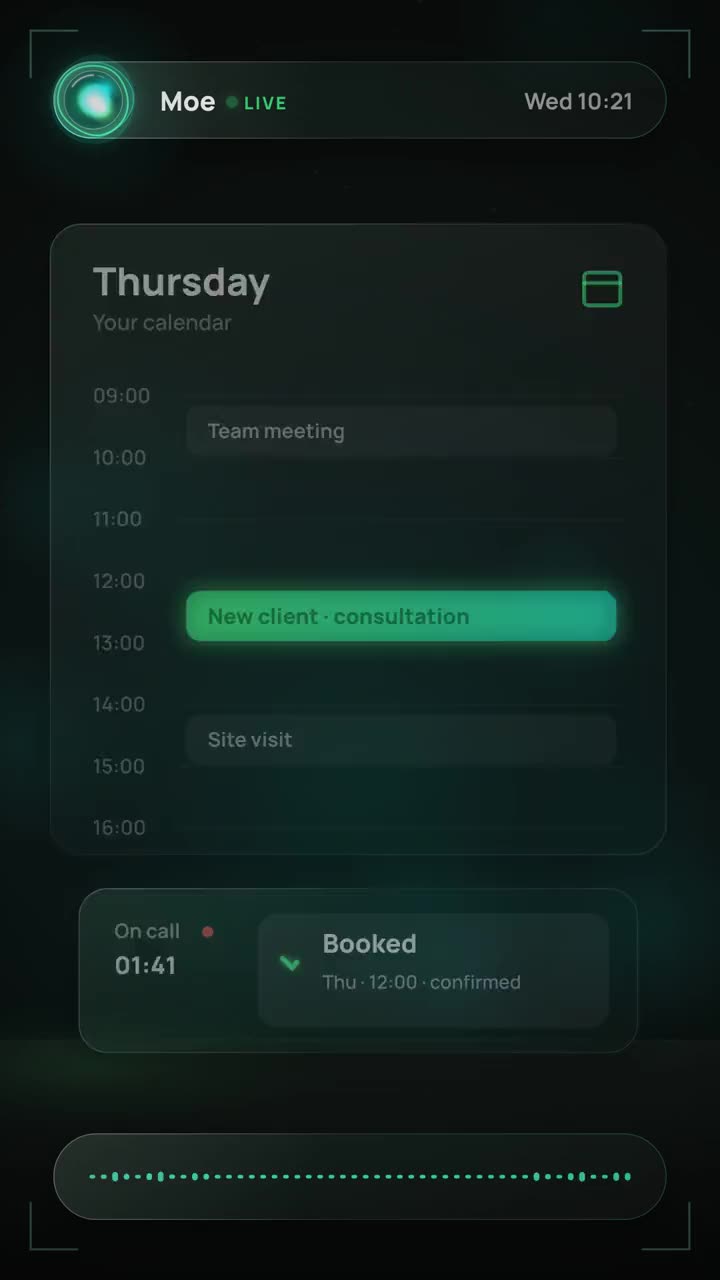 Moe LIVE Wed 10:21
Thursday
Your calendar
09:00
Team meeting
10:00
11:00
12:00
New client · consultation
13:00
14:00
Site visit
15:00
16:00
On call
01:41
Booked
Thu · 12:00 · confirmed